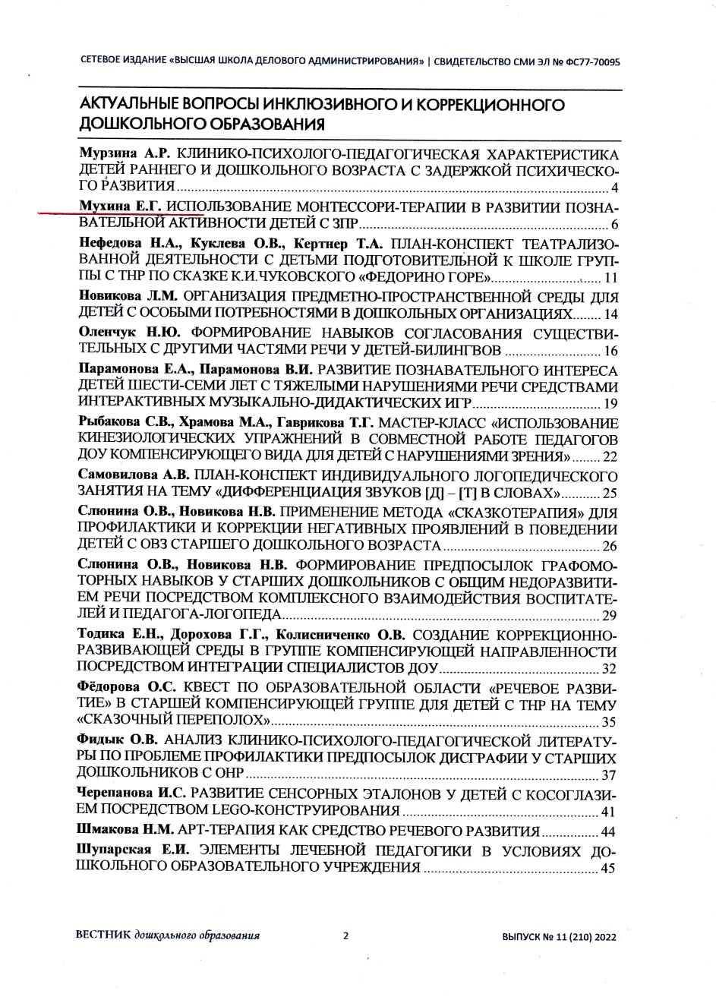 СЕТЕВОЕ ИЗДАНИЕ «ВЫСШАЯ ШКОЛА ДЕЛОВОГО АДМИНИСТРИРОВАНИЯ» | СВИДЕТЕЛЬСТВО СМИ ЭЛ № ФС77-70095
АКТУАЛЬНЫЕ ВОПРОСЫ ИНКЛЮЗИВНОГО И КОРРЕКЦИОННОГО
ДОШКОЛЬНОГО ОБРАЗОВАНИЯ
Мурзина А.Р. КЛИНИКО-ПСИХОЛОГО-ПЕДАГОГИЧЕСКАЯ ХАРАКТЕРИСТИКА
ДЕТЕЙ РАННЕГО И ДОШКОЛЬНОГО ВОЗРАСТА С ЗАДЕРЖКОЙ ПСИХИЧЕСКО-
ГО РАЗВИТИЯ ........ 4
Мухина Е.Г. ИСПОЛЬЗОВАНИЕ МОНТЕССОРИ-ТЕРАПИИ В РАЗВИТИИ ПОЗНА-
ВАТЕЛЬНОЙ АКТИВНОСТИ ДЕТЕЙ С ЗПР ........ 6
Нефедова Н.А., Куклева О.В., Кертнер Т.А. ПЛАН-КОНСПЕКТ ТЕАТРАЛИЗО-
ВАННОЙ ДЕЯТЕЛЬНОСТИ С ДЕТЬМИ ПОДГОТОВИТЕЛЬНОЙ К ШКОЛЕ ГРУП-
ПЫ С ТНР ПО СКАЗКЕ К.И.ЧУКОВСКОГО «ФЕДОРИНО ГОРЕ» ........ 11
Новикова Л.М. ОРГАНИЗАЦИЯ ПРЕДМЕТНО-ПРОСТРАНСТВЕННОЙ СРЕДЫ ДЛЯ
ДЕТЕЙ С ОСОБЫМИ ПОТРЕБНОСТЯМИ В ДОШКОЛЬНЫХ ОРГАНИЗАЦИЯХ ........ 14
Оленчук Н.Ю. ФОРМИРОВАНИЕ НАВЫКОВ СОГЛАСОВАНИЯ СУЩЕСТВИ-
ТЕЛЬНЫХ С ДРУГИМИ ЧАСТЯМИ РЕЧИ У ДЕТЕЙ-БИЛИНГВОВ ........ 16
Парамонова Е.А., Парамонова В.И. РАЗВИТИЕ ПОЗНАВАТЕЛЬНОГО ИНТЕРЕСА
ДЕТЕЙ ШЕСТИ-СЕМИ ЛЕТ С ТЯЖЕЛЫМИ НАРУШЕНИЯМИ РЕЧИ СРЕДСТВАМИ
ИНТЕРАКТИВНЫХ МУЗЫКАЛЬНО-ДИДАКТИЧЕСКИХ ИГР ........ 19
Рыбакова С.В., Храмова М.А., Гаврикова Т.Г. МАСТЕР-КЛАСС «ИСПОЛЬЗОВАНИЕ
КИНЕЗИОЛОГИЧЕСКИХ УПРАЖНЕНИЙ В СОВМЕСТНОЙ РАБОТЕ ПЕДАГОГОВ
ДОУ КОМПЕНСИРУЮЩЕГО ВИДА ДЛЯ ДЕТЕЙ С НАРУШЕНИЯМИ ЗРЕНИЯ» ........ 22
Самовилова А.В. ПЛАН-КОНСПЕКТ ИНДИВИДУАЛЬНОГО ЛОГОПЕДИЧЕСКОГО
ЗАНЯТИЯ НА ТЕМУ «ДИФФЕРЕНЦИАЦИЯ ЗВУКОВ [Д] – [Т] В СЛОВАХ» ........ 25
Слюнина О.В., Новикова Н.В. ПРИМЕНЕНИЕ МЕТОДА «СКАЗКОТЕРАПИЯ» ДЛЯ
ПРОФИЛАКТИКИ И КОРРЕКЦИИ НЕГАТИВНЫХ ПРОЯВЛЕНИЙ В ПОВЕДЕНИИ
ДЕТЕЙ С ОВЗ СТАРШЕГО ДОШКОЛЬНОГО ВОЗРАСТА ........ 26
Слюнина О.В., Новикова Н.В. ФОРМИРОВАНИЕ ПРЕДПОСЫЛОК ГРАФОМО-
ТОРНЫХ НАВЫКОВ У СТАРШИХ ДОШКОЛЬНИКОВ С ОБЩИМ НЕДОРАЗВИТИ-
ЕМ РЕЧИ ПОСРЕДСТВОМ КОМПЛЕКСНОГО ВЗАИМОДЕЙСТВИЯ ВОСПИТАТЕ-
ЛЕЙ И ПЕДАГОГА-ЛОГОПЕДА ........ 29
Тодика Е.Н., Дорохова Г.Г., Колисниченко О.В. СОЗДАНИЕ КОРРЕКЦИОННО-
РАЗВИВАЮЩЕЙ СРЕДЫ В ГРУППЕ КОМПЕНСИРУЮЩЕЙ НАПРАВЛЕННОСТИ
ПОСРЕДСТВОМ ИНТЕГРАЦИИ СПЕЦИАЛИСТОВ ДОУ ........ 32
Фёдорова О.С. КВЕСТ ПО ОБРАЗОВАТЕЛЬНОЙ ОБЛАСТИ «РЕЧЕВОЕ РАЗВИ-
ТИЕ» В СТАРШЕЙ КОМПЕНСИРУЮЩЕЙ ГРУППЕ ДЛЯ ДЕТЕЙ С ТНР НА ТЕМУ
«СКАЗОЧНЫЙ ПЕРЕПОЛОХ» ........ 35
Фидык О.В. АНАЛИЗ КЛИНИКО-ПСИХОЛОГО-ПЕДАГОГИЧЕСКОЙ ЛИТЕРАТУ-
РЫ ПО ПРОБЛЕМЕ ПРОФИЛАКТИКИ ПРЕДПОСЫЛОК ДИСГРАФИИ У СТАРШИХ
ДОШКОЛЬНИКОВ С ОНР ........ 37
Черепанова И.С. РАЗВИТИЕ СЕНСОРНЫХ ЭТАЛОНОВ У ДЕТЕЙ С КОСОГЛАЗИ-
ЕМ ПОСРЕДСТВОМ LEGO-КОНСТРУИРОВАНИЯ ........ 41
Шмакова Н.М. АРТ-ТЕРАПИЯ КАК СРЕДСТВО РЕЧЕВОГО РАЗВИТИЯ ........ 44
Шупарская Е.И. ЭЛЕМЕНТЫ ЛЕЧЕБНОЙ ПЕДАГОГИКИ В УСЛОВИЯХ ДО-
ШКОЛЬНОГО ОБРАЗОВАТЕЛЬНОГО УЧРЕЖДЕНИЯ ........ 45
ВЕСТНИК дошкольного образования 2 ВЫПУСК № 11 (210) 2022